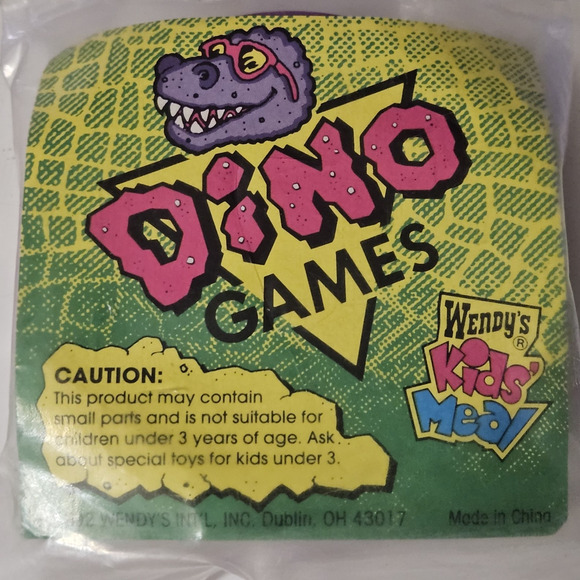 DiNO
GAMES
WENDY'S®
Kids'
Meal
CAUTION:
This product may contain
small parts and is not suitable for
children under 3 years of age. Ask
about special toys for kids under 3.
WENDY'S INT'L, INC. Dublin, OH 43017
Made in China